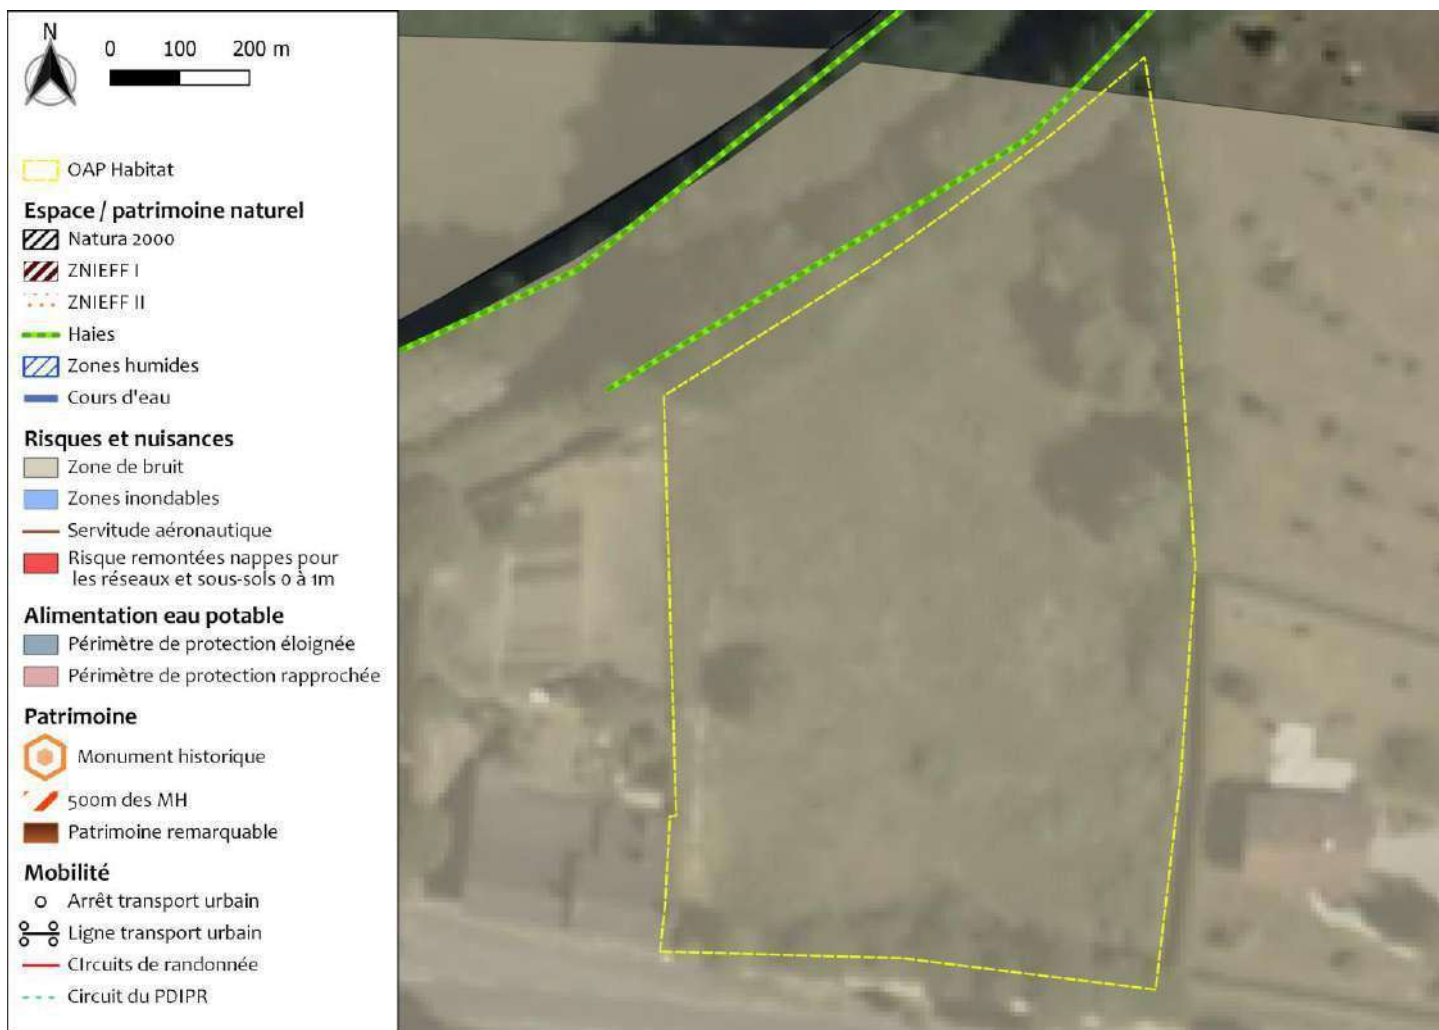 N
0 100 200 m
OAP Habitat
Espace / patrimoine naturel
Natura 2000
ZNIEFF I
ZNIEFF II
Haies
Zones humides
Cours d'eau
Risques et nuisances
Zone de bruit
Zones inondables
Servitude aéronautique
Risque remontées nappes pour
les réseaux et sous-sols 0 à 1m
Alimentation eau potable
Périmètre de protection éloignée
Périmètre de protection rapprochée
Patrimoine
Monument historique
500m des MH
Patrimoine remarquable
Mobilité
Arrêt transport urbain
Ligne transport urbain
CIrcuits de randonnée
Circuit du PDIPR